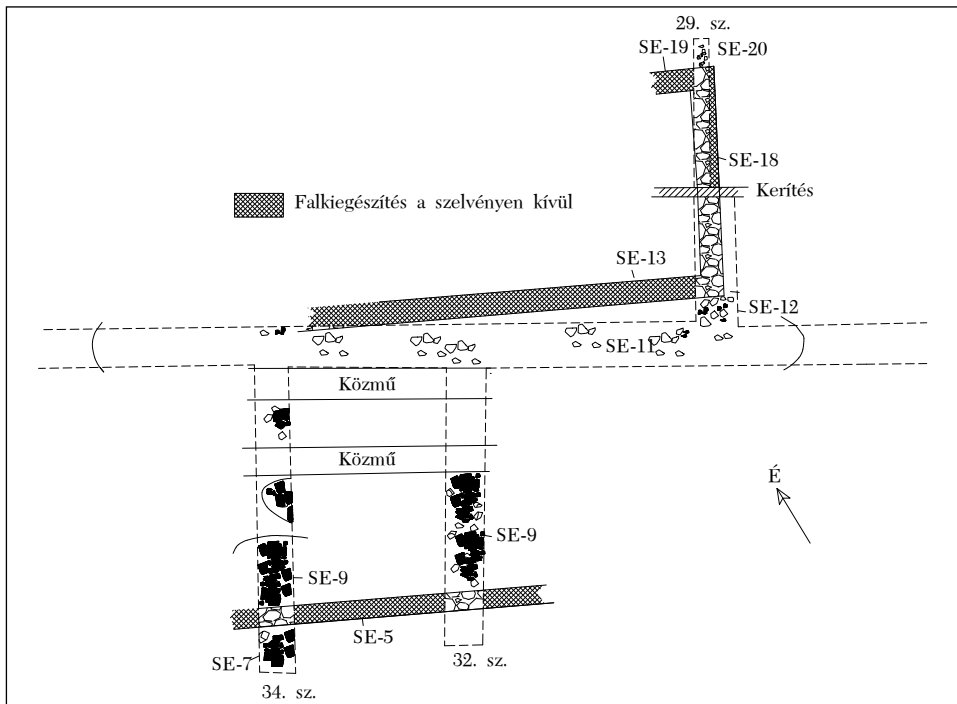 29. sz.
SE-19
SE-20
SE-18
Kerítés
Falkiegészítés a szelvényen kívül
SE-13
SE-12
SE-11
Közmű
Közmű
É
SE-9
SE-9
SE-5
SE-7
32. sz.
34. sz.